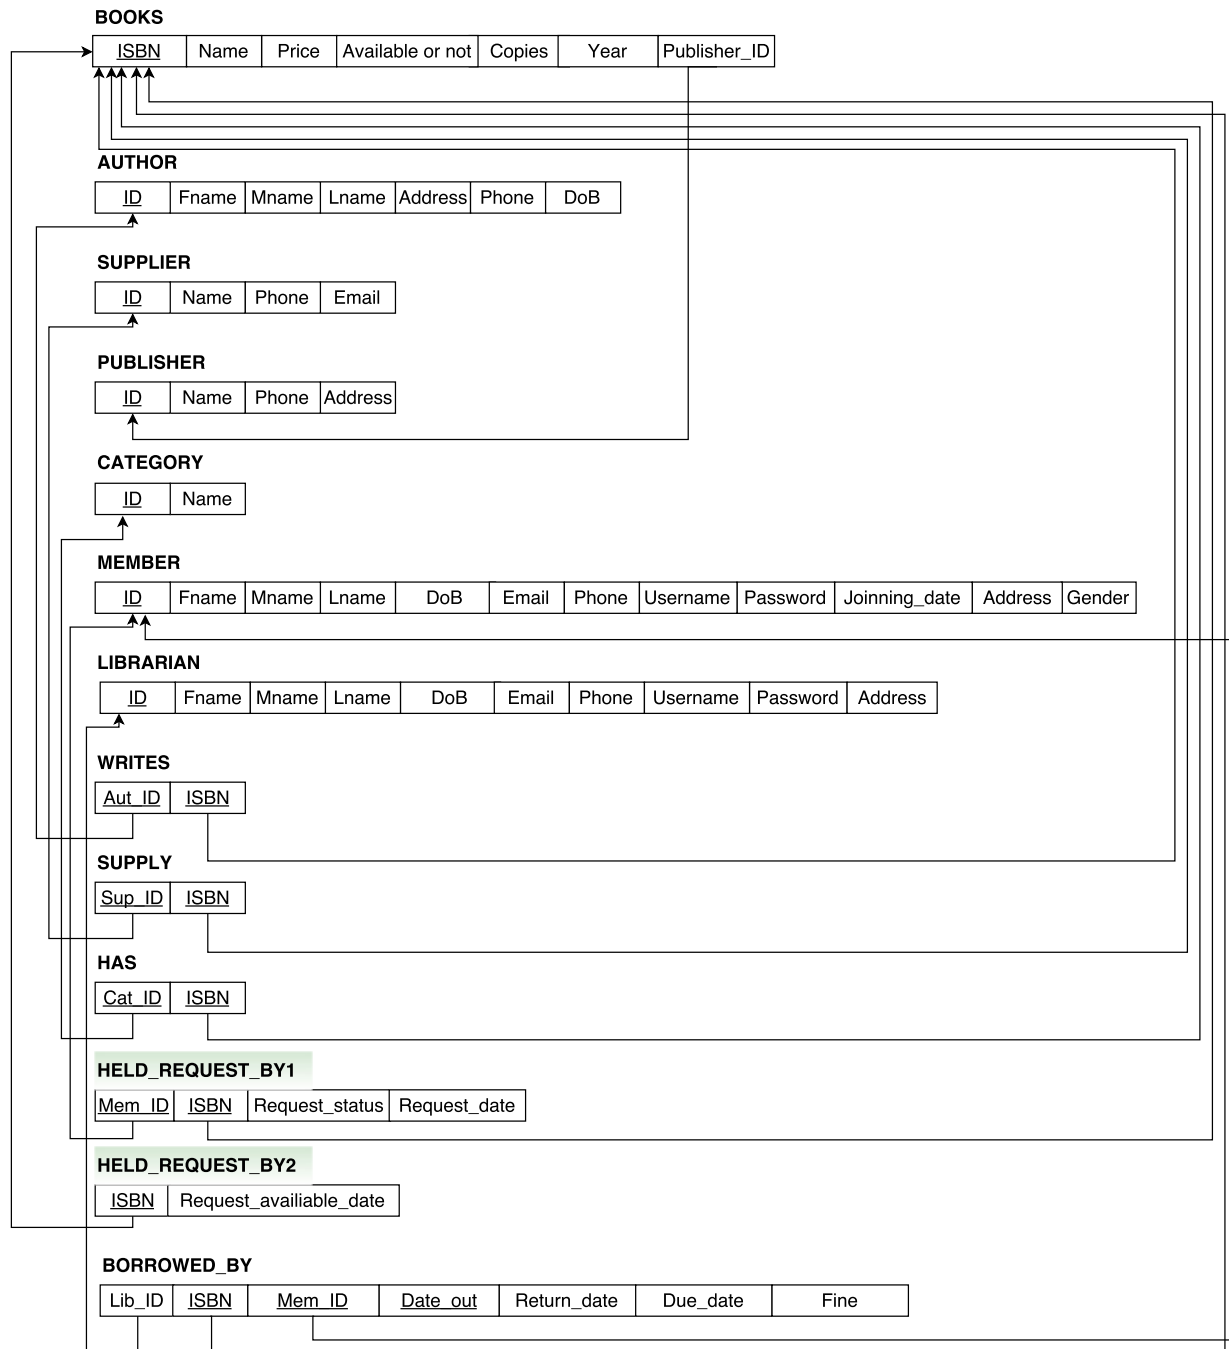 BOOKS
ISBN Name Price Available or not Copies Year Publisher_ID
AUTHOR
ID Fname Mname Lname Address Phone DoB
SUPPLIER
ID Name Phone Email
PUBLISHER
ID Name Phone Address
CATEGORY
ID Name
MEMBER
ID Fname Mname Lname DoB Email Phone Username Password Joinning_date Address Gender
LIBRARIAN
ID Fname Mname Lname DoB Email Phone Username Password Address
WRITES
Aut_ID ISBN
SUPPLY
Sup_ID ISBN
HAS
Cat_ID ISBN
HELD_REQUEST_BY1
Mem_ID ISBN Request_status Request_date
HELD_REQUEST_BY2
ISBN Request_availiable_date
BORROWED_BY
Lib_ID ISBN Mem_ID Date_out Return_date Due_date Fine